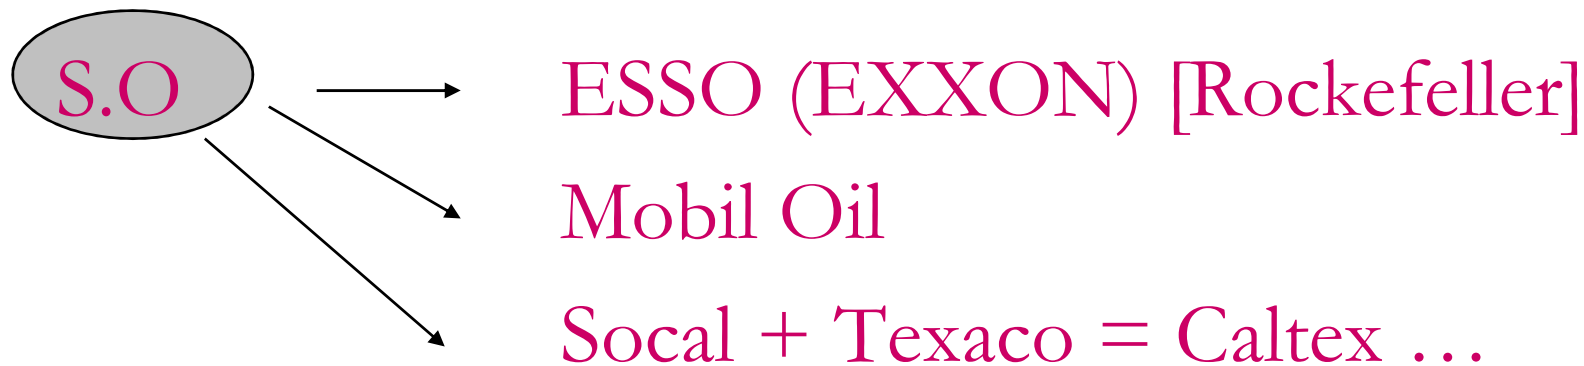 S.O
ESSO (EXXON) [Rockefeller]
Mobil Oil
Socal + Texaco = Caltex …